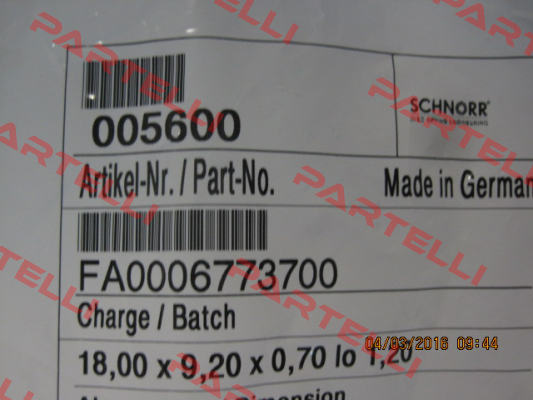 SCHNORR®
005600
Artikel-Nr. / Part-No.
Made in German
FA0006773700
Charge / Batch
18,00 x 9,20 x 0,70 lo 1,20
04/03/2016 09:44
Dimension
PARTELLI
PARTELLI
PARTELLI
PARTELLI
PARTELLI